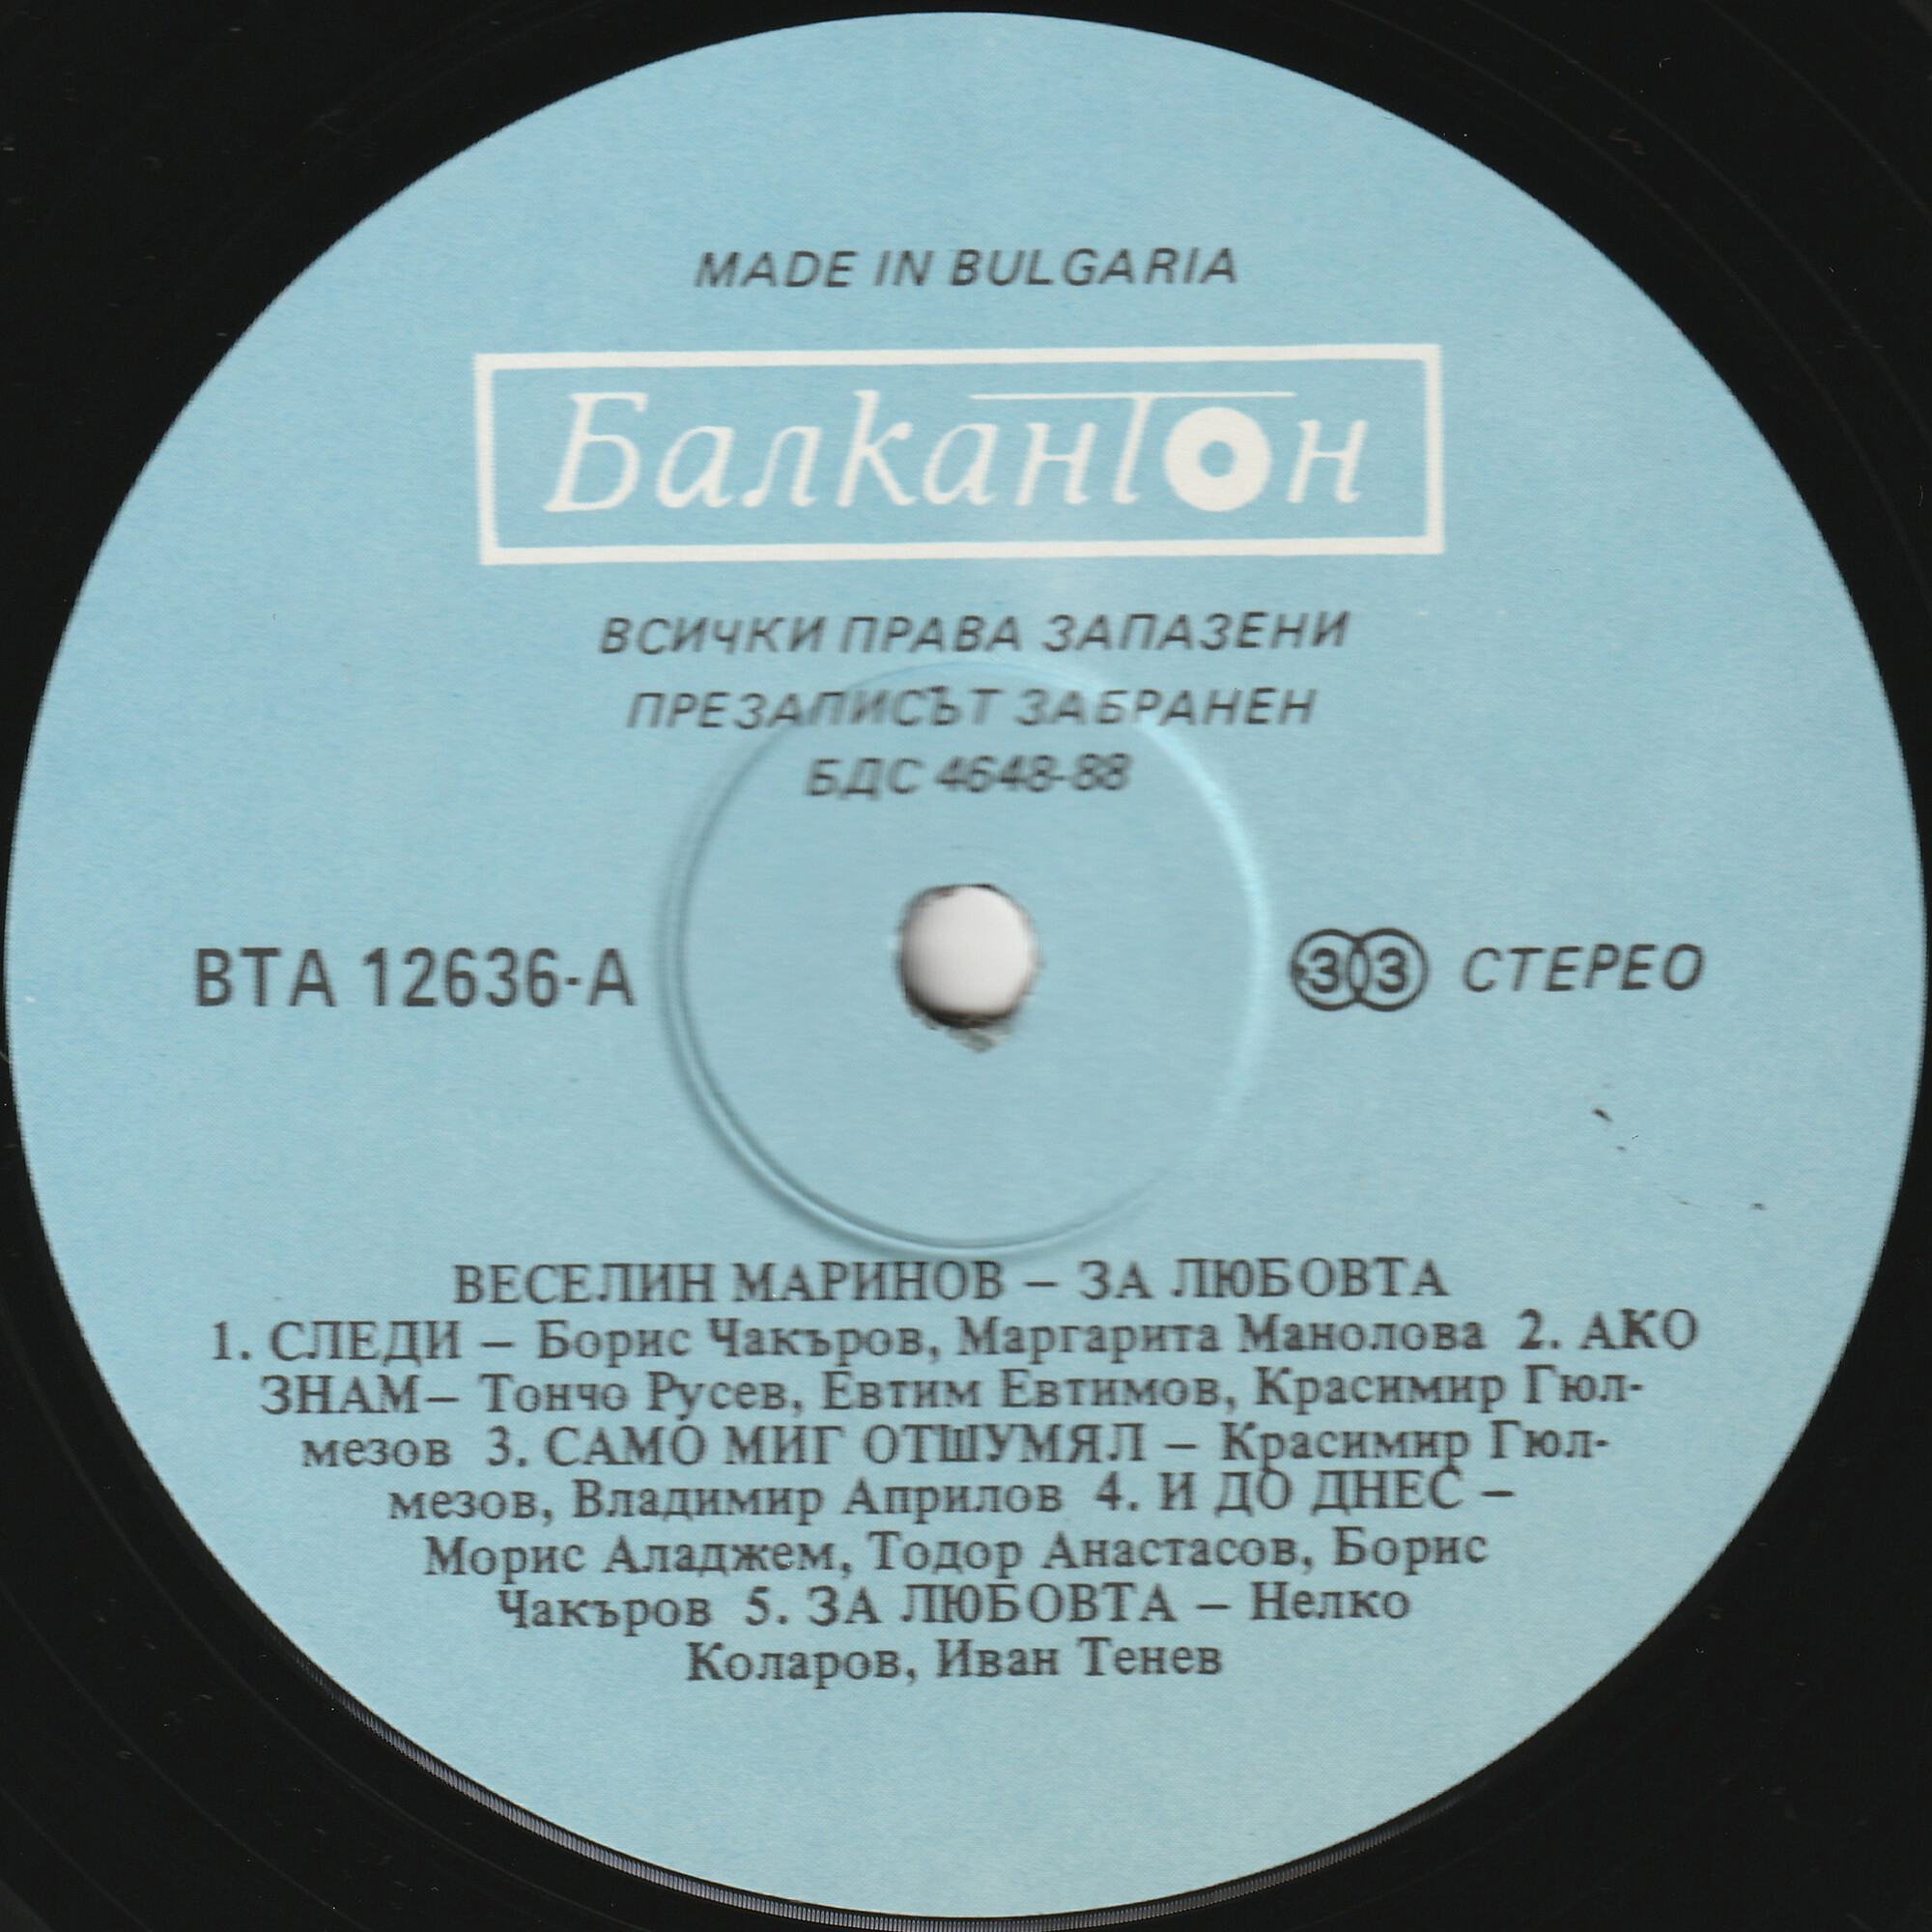 MADE IN BULGARIA
Балкантон
ВСИЧКИ ПРАВА ЗАПАЗЕНИ
ПРЕЗАПИСЪТ ЗАБРАНЕН
БДС 4648-88
ВТА 12636-А
33 СТЕРЕО
ВЕСЕЛИН МАРИНОВ – ЗА ЛЮБОВТА
1. СЛЕДИ – Борис Чакъров, Маргарита Манолова 2. АКО
ЗНАМ– Тончо Русев, Евтим Евтимов, Красимир Гюл-
мезов 3. САМО МИГ ОТШУМЯЛ – Красимир Гюл-
мезов, Владимир Априлов 4. И ДО ДНЕС –
Морис Аладжем, Тодор Анастасов, Борис
Чакъров 5. ЗА ЛЮБОВТА – Нелко
Коларов, Иван Тенев